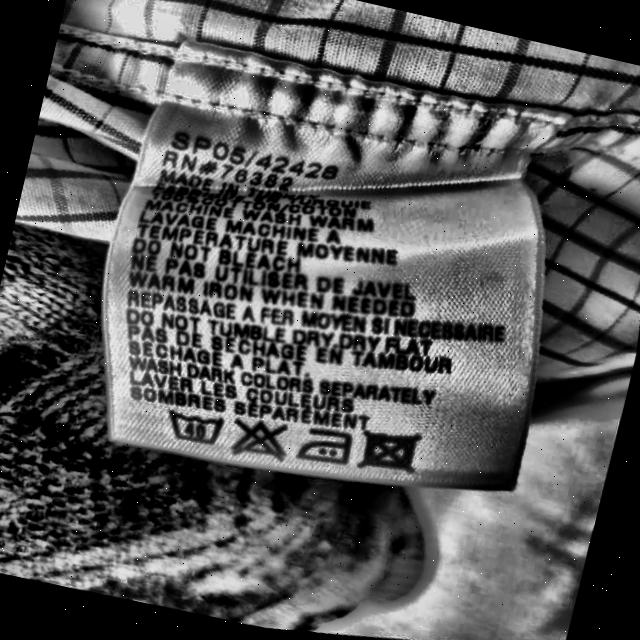 SP05/42428
RN#76382
MADE IN
MACHINE WASH WARM
LAVAGE MACHINE A
TEMPERATURE MOYENNE
DO NOT BLEACH
NE PAS UTILISER DE JAVEL
WARM IRON WHEN NEEDED
REPASSAGE A FER MOYEN SI NECESSAIRE
DO NOT TUMBLE DRY,DRY FLAT
PAS DE SECHAGE EN TAMBOUR
SECHAGE A PLAT
WASH DARK COLORS SEPARATELY
LAVER LES COULEURS
SOMBRES SEPAREMENT
40